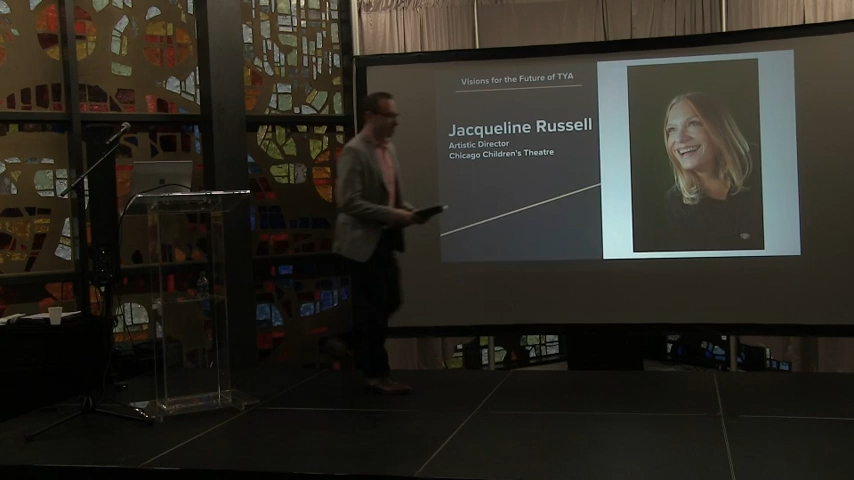 Visions for the Future of TYA
Jacqueline Russell
Artistic Director
Chicago Children's Theatre